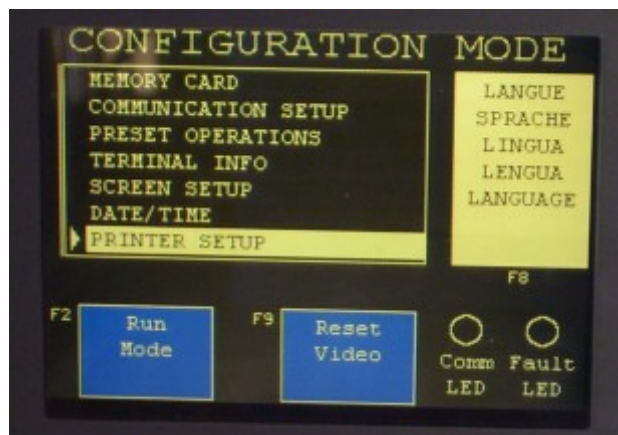 CONFIGURATION MODE
MEMORY CARD
COMMUNICATION SETUP
PRESET OPERATIONS
TERMINAL INFO
SCREEN SETUP
DATE/TIME
PRINTER SETUP
LANGUE
SPRACHE
LINGUA
LENGUA
LANGUAGE
F8
F2
Run
Mode
F9
Reset
Video
Comm
LED
Fault
LED